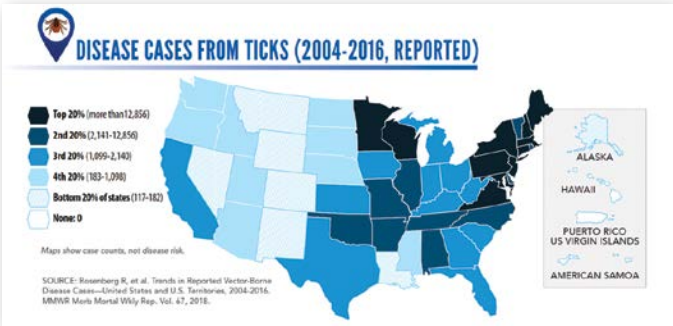 DISEASE CASES FROM TICKS (2004-2016, REPORTED)
Top 20% (more than12,856)
2nd 20% (2,141-12,856)
3rd 20% (1,099-2,140)
4th 20% (183-1,098)
Bottom 20% of states (117-182)
None: 0
Maps show case counts, not disease risk.
SOURCE: Rosenberg R, et al. Trends in Reported Vector-Borne
Disease Cases—United States and U.S. Territories, 2004-2016.
MMWR Morb Mortal Wkly Rep. Vol. 67, 2018.
ALASKA
HAWAII
PUERTO RICO
US VIRGIN ISLANDS
AMERICAN SAMOA